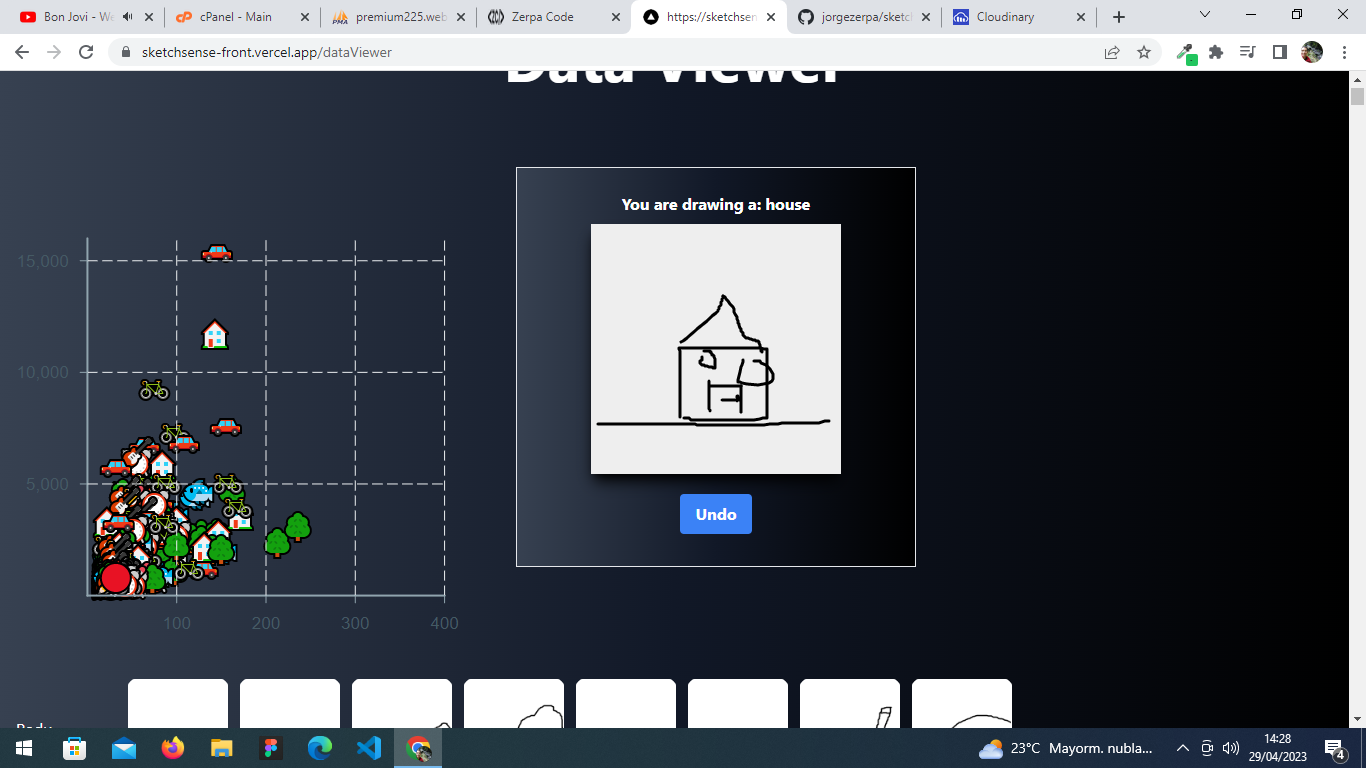 Bon Jovi - We
cPanel - Main
premium225.web
Zerpa Code
https://sketchsen
jorgezerpa/sketc
Cloudinary
sketchsense-front.vercel.app/dataViewer
Data Viewer
You are drawing a: house
15,000
10,000
5,000
Undo
100 200 300 400
23°C Mayorm. nubla...
14:28
29/04/2023
4